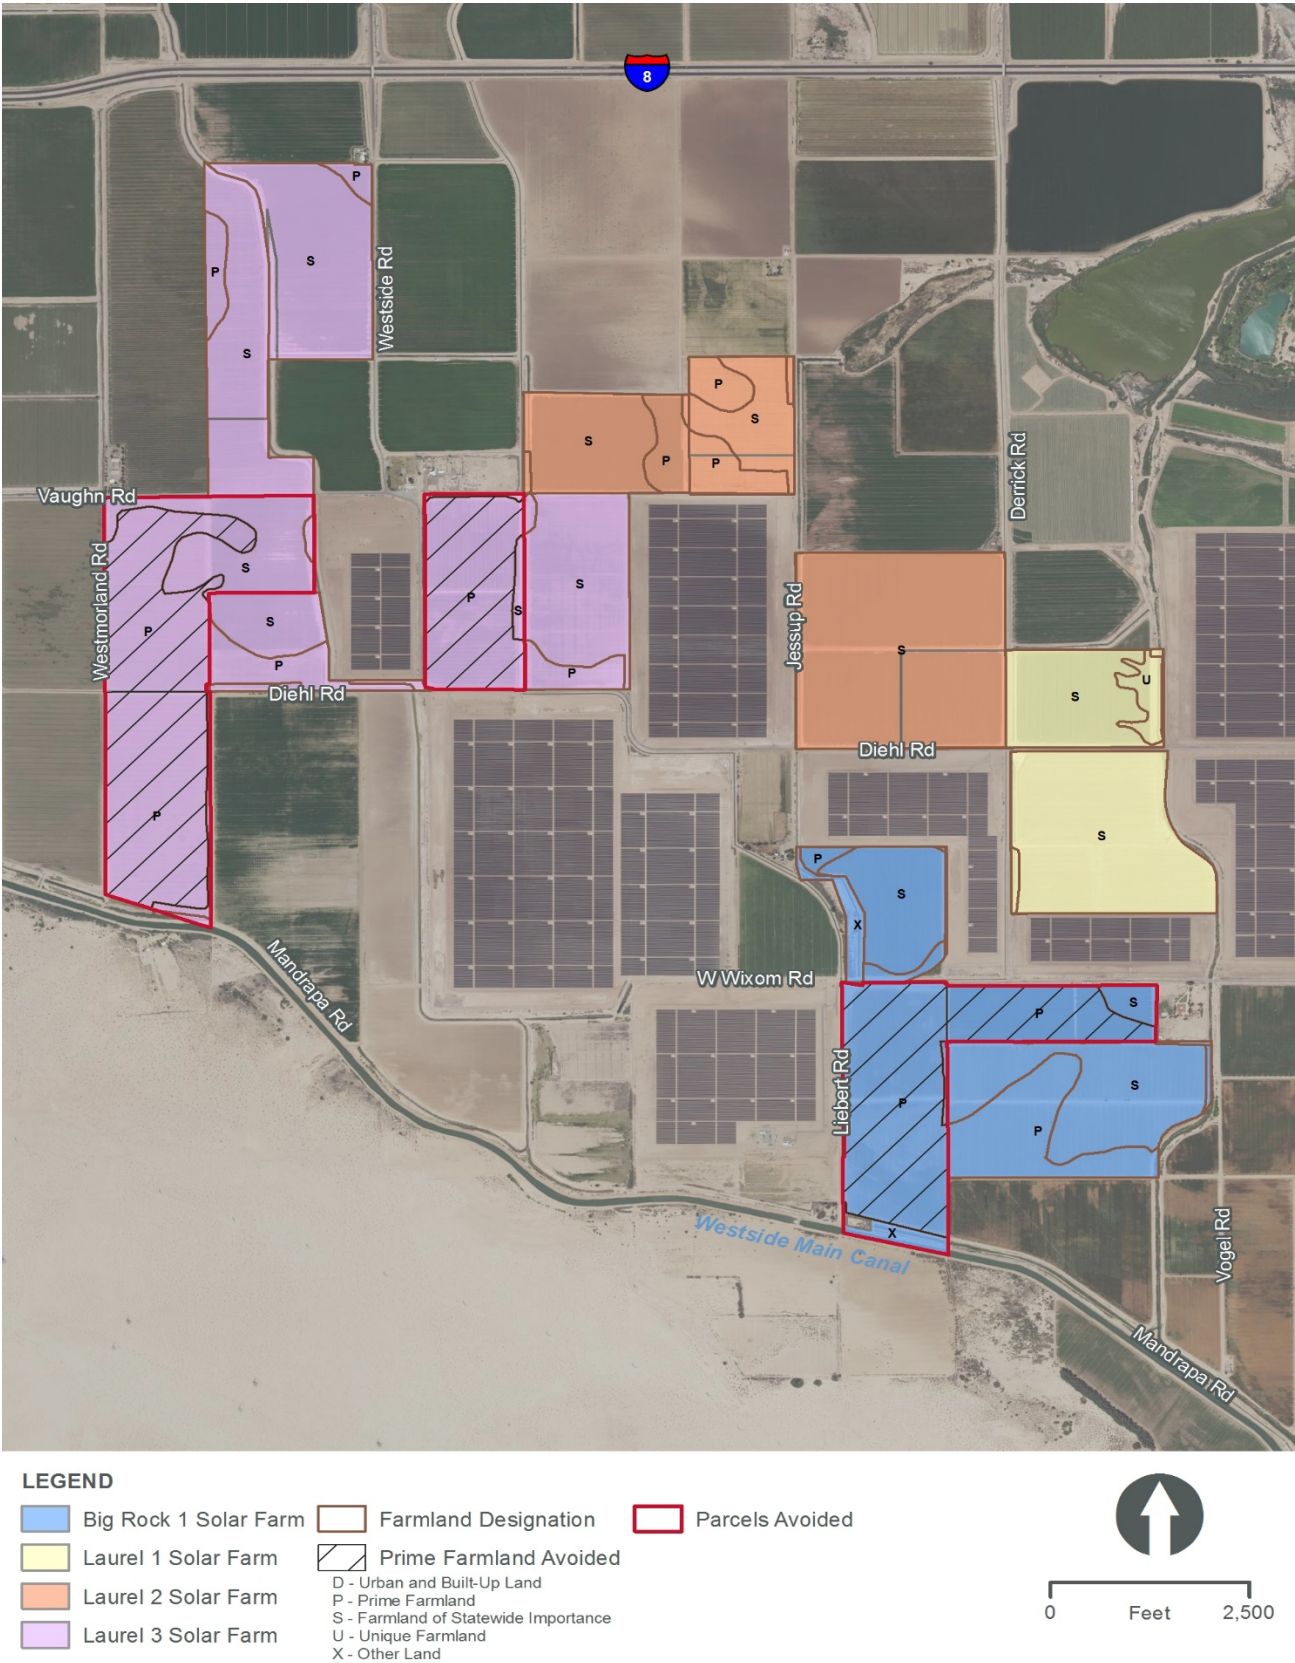 8
P
S
Westside Rd
P
S
P
S
S
P
P
Derrick Rd
Vaughn Rd
Westmorland Rd
S
S
P
P
P
S
S
P
Diehl Rd
Jessup Rd
S
S
U
Diehl Rd
P
S
P
S
X
Mandrapa Rd
W Wixom Rd
P
S
Liebert Rd
P
S
P
X
Westside Main Canal
Vogel Rd
Mandrapa Rd
LEGEND
Big Rock 1 Solar Farm
Laurel 1 Solar Farm
Laurel 2 Solar Farm
Laurel 3 Solar Farm
Farmland Designation
Prime Farmland Avoided
D - Urban and Built-Up Land
P - Prime Farmland
S - Farmland of Statewide Importance
U - Unique Farmland
X - Other Land
Parcels Avoided
0 Feet 2,500